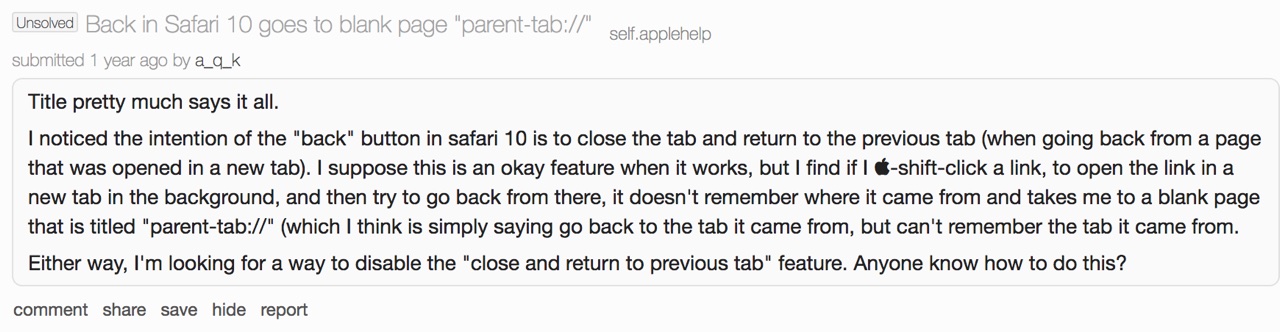 Unsolved Back in Safari 10 goes to blank page "parent-tab://" self.applehelp
submitted 1 year ago by a_q_k
Title pretty much says it all.
I noticed the intention of the "back" button in safari 10 is to close the tab and return to the previous tab (when going back from a page
that was opened in a new tab). I suppose this is an okay feature when it works, but I find if I -shift-click a link, to open the link in a
new tab in the background, and then try to go back from there, it doesn't remember where it came from and takes me to a blank page
that is titled "parent-tab://" (which I think is simply saying go back to the tab it came from, but can't remember the tab it came from.
Either way, I'm looking for a way to disable the "close and return to previous tab" feature. Anyone know how to do this?
comment share save hide report